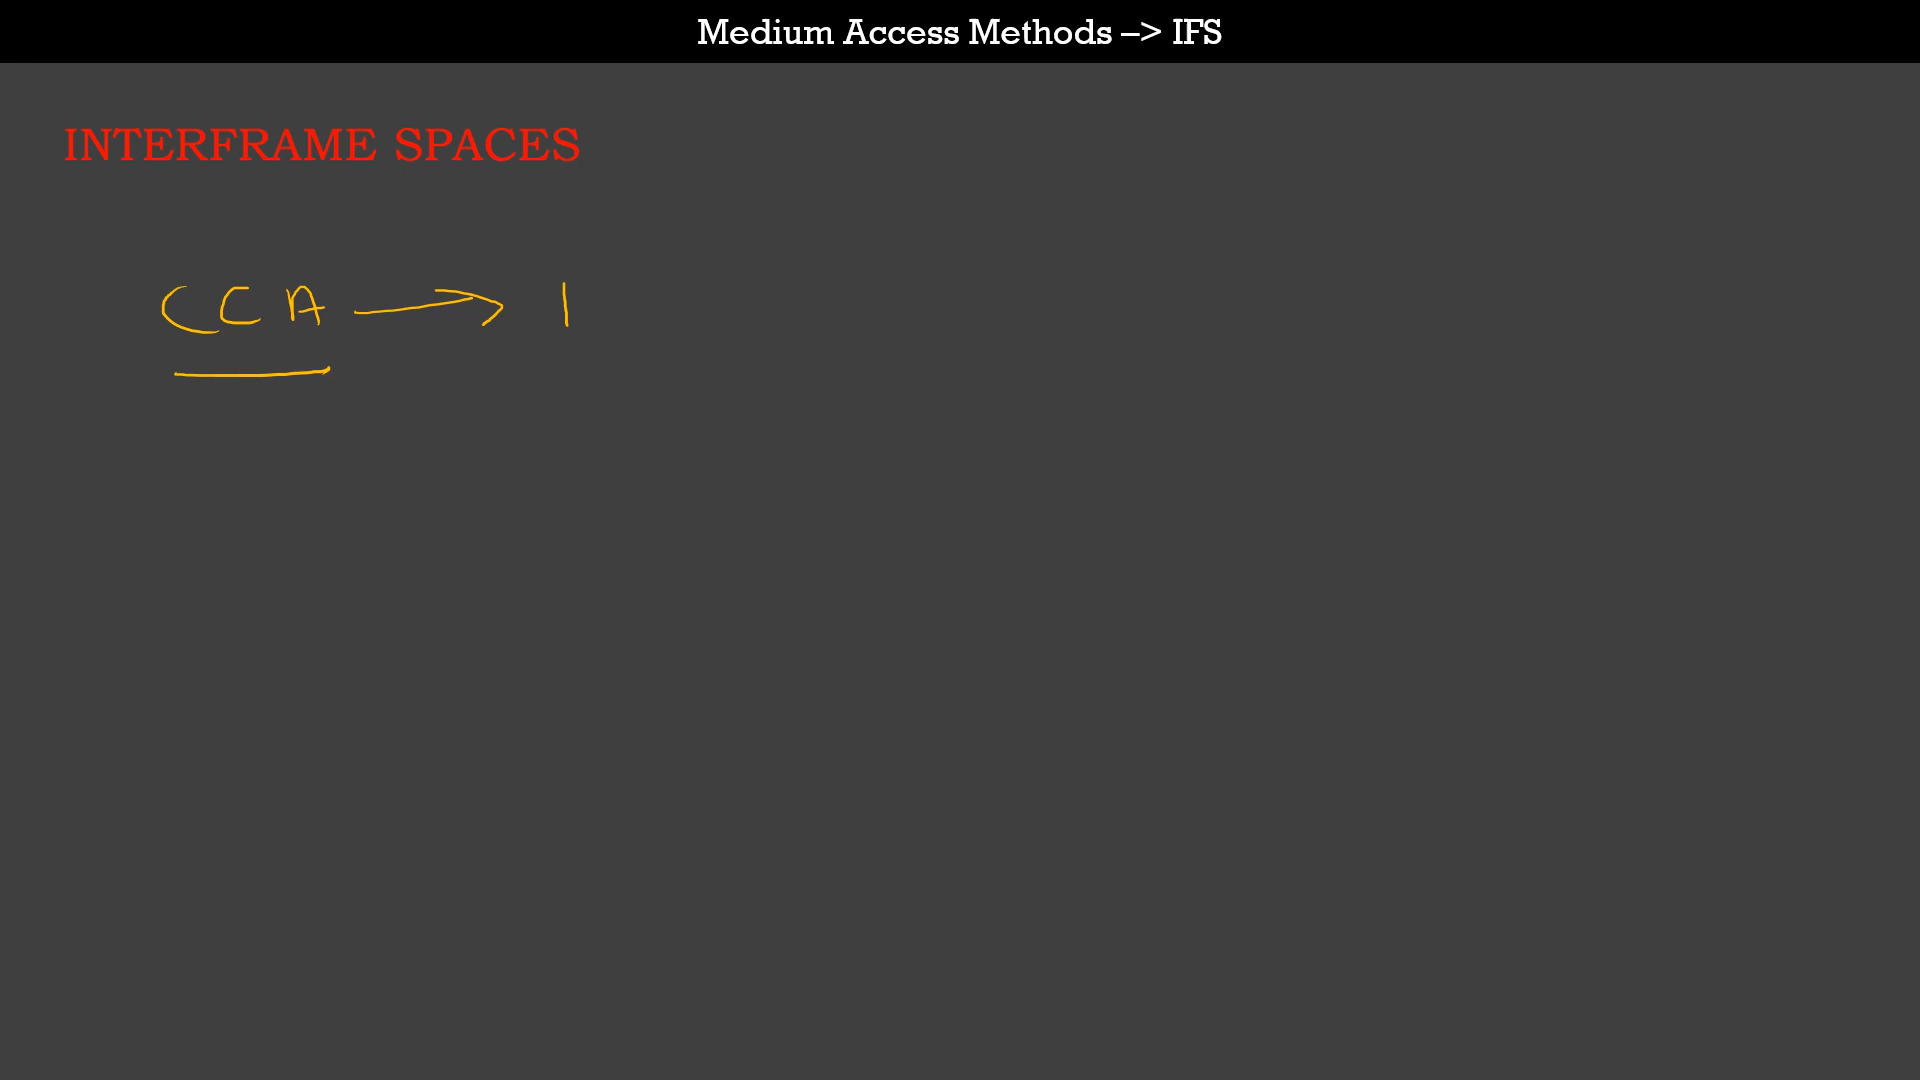 Medium Access Methods –> IFS
INTERFRAME SPACES
CCA → 1